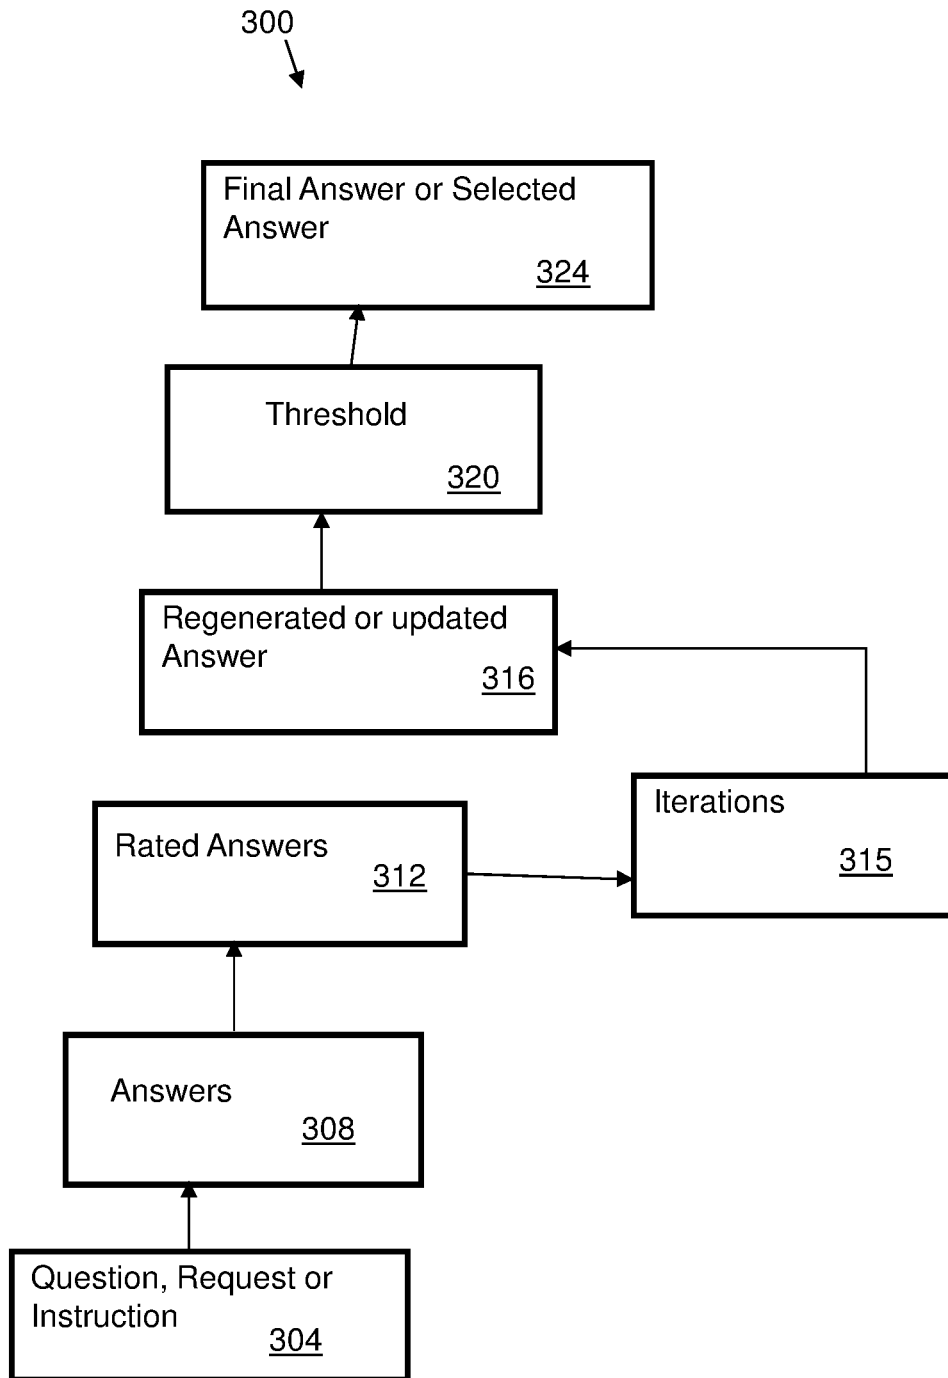 300
Final Answer or Selected
Answer
324
Threshold
320
Regenerated or updated
Answer
316
Iterations
315
Rated Answers
312
Answers
308
Question, Request or
Instruction
304